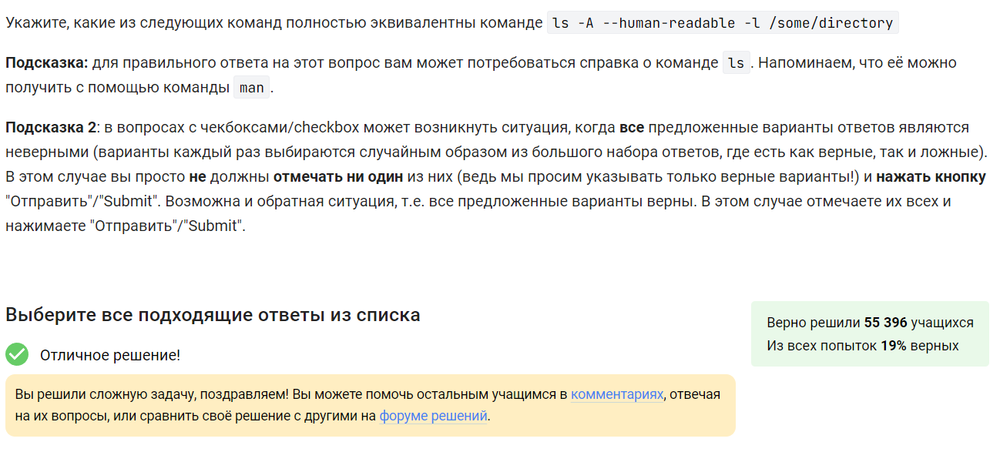 Укажите, какие из следующих команд полностью эквивалентны команде ls -A --human-readable -l /some/directory
Подсказка: для правильного ответа на этот вопрос вам может потребоваться справка о команде ls. Напоминаем, что её можно
получить с помощью команды man.
Подсказка 2: в вопросах с чекбоксами/checkbox может возникнуть ситуация, когда все предложенные варианты ответов являются
неверными (варианты каждый раз выбираются случайным образом из большого набора ответов, где есть как верные, так и ложные).
В этом случае вы просто не должны отмечать ни один из них (ведь мы просим указывать только верные варианты!) и нажать кнопку
"Отправить"/"Submit". Возможна и обратная ситуация, т.е. все предложенные варианты верны. В этом случае отмечаете их всех и
нажимаете "Отправить"/"Submit".
Выберите все подходящие ответы из списка
Верно решили 55 396 учащихся
Из всех попыток 19% верных
Отличное решение!
Вы решили сложную задачу, поздравляем! Вы можете помочь остальным учащимся в комментариях, отвечая
на их вопросы, или сравнить своё решение с другими на форуме решений.